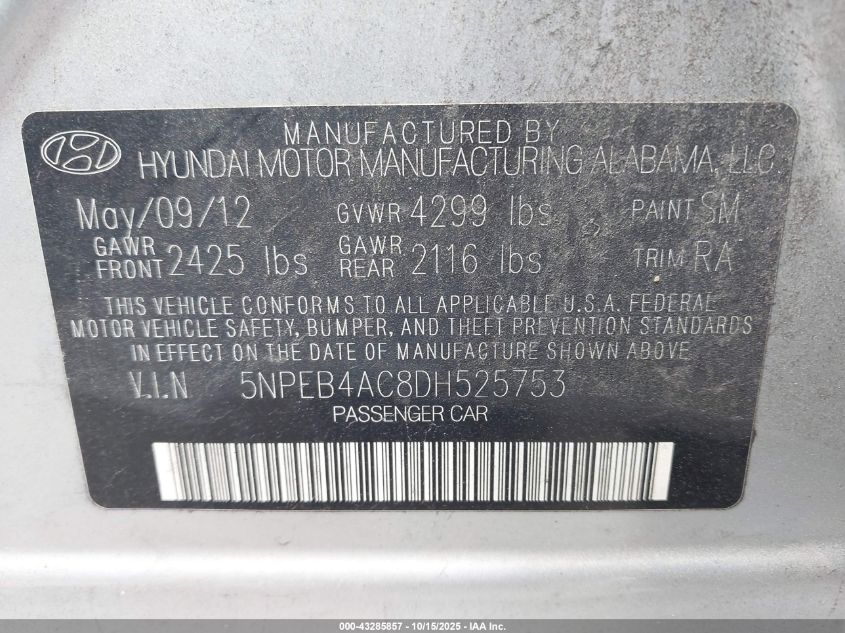 MANUFACTURED BY
HYUNDAI MOTOR MANUFACTURING ALABAMA, LLC
May/09/12 GVWR 4299 lbs PAINT SM
GAWR FRONT 2425 lbs GAWR REAR 2116 lbs TRIM RA
THIS VEHICLE CONFORMS TO ALL APPLICABLE U.S.A. FEDERAL
MOTOR VEHICLE SAFETY, BUMPER, AND THEFT PREVENTION STANDARDS
IN EFFECT ON THE DATE OF MANUFACTURE SHOWN ABOVE
V.I.N 5NPEB4AC8DH525753
PASSENGER CAR
000-43285857 - 10/15/2025 - IAA Inc.